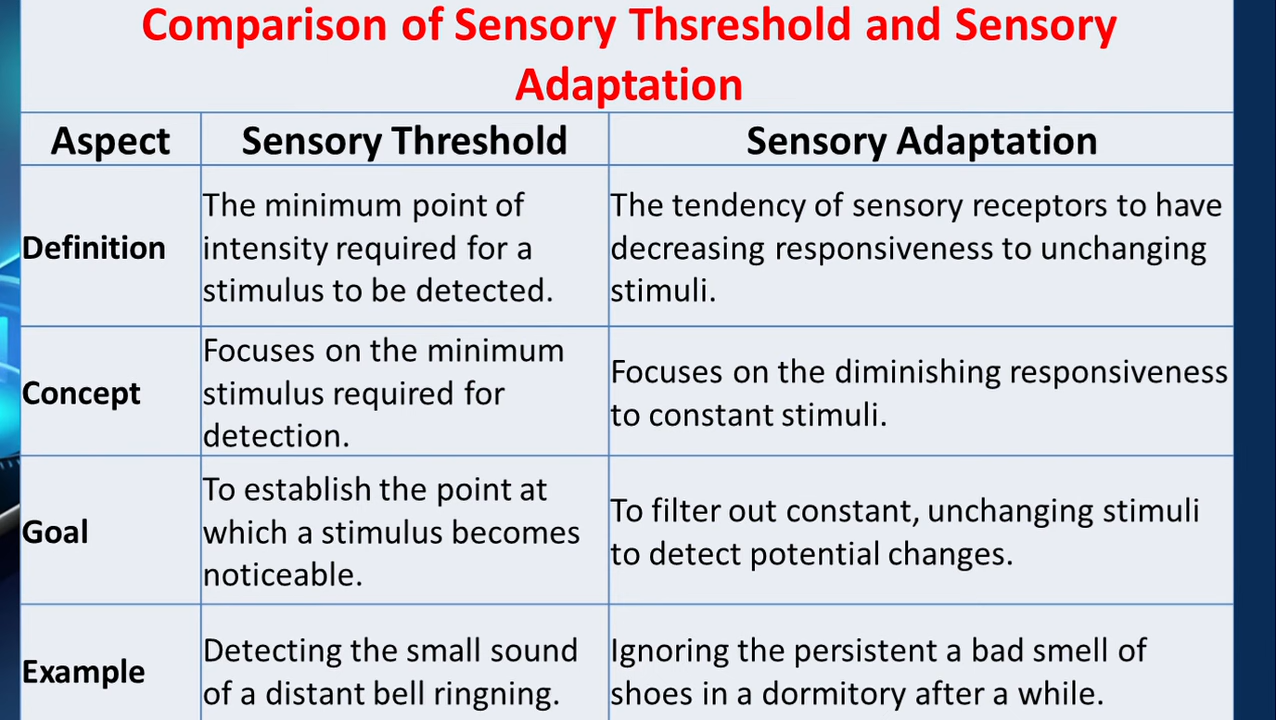 Comparison of Sensory Thsreshold and Sensory
Adaptation
Aspect
Sensory Threshold
Sensory Adaptation
Definition
The minimum point of
intensity required for a
stimulus to be detected.
The tendency of sensory receptors to have
decreasing responsiveness to unchanging
stimuli.
Concept
Focuses on the minimum
stimulus required for
detection.
Focuses on the diminishing responsiveness
to constant stimuli.
Goal
To establish the point at
which a stimulus becomes
noticeable.
To filter out constant, unchanging stimuli
to detect potential changes.
Example
Detecting the small sound
of a distant bell ringning.
Ignoring the persistent a bad smell of
shoes in a dormitory after a while.